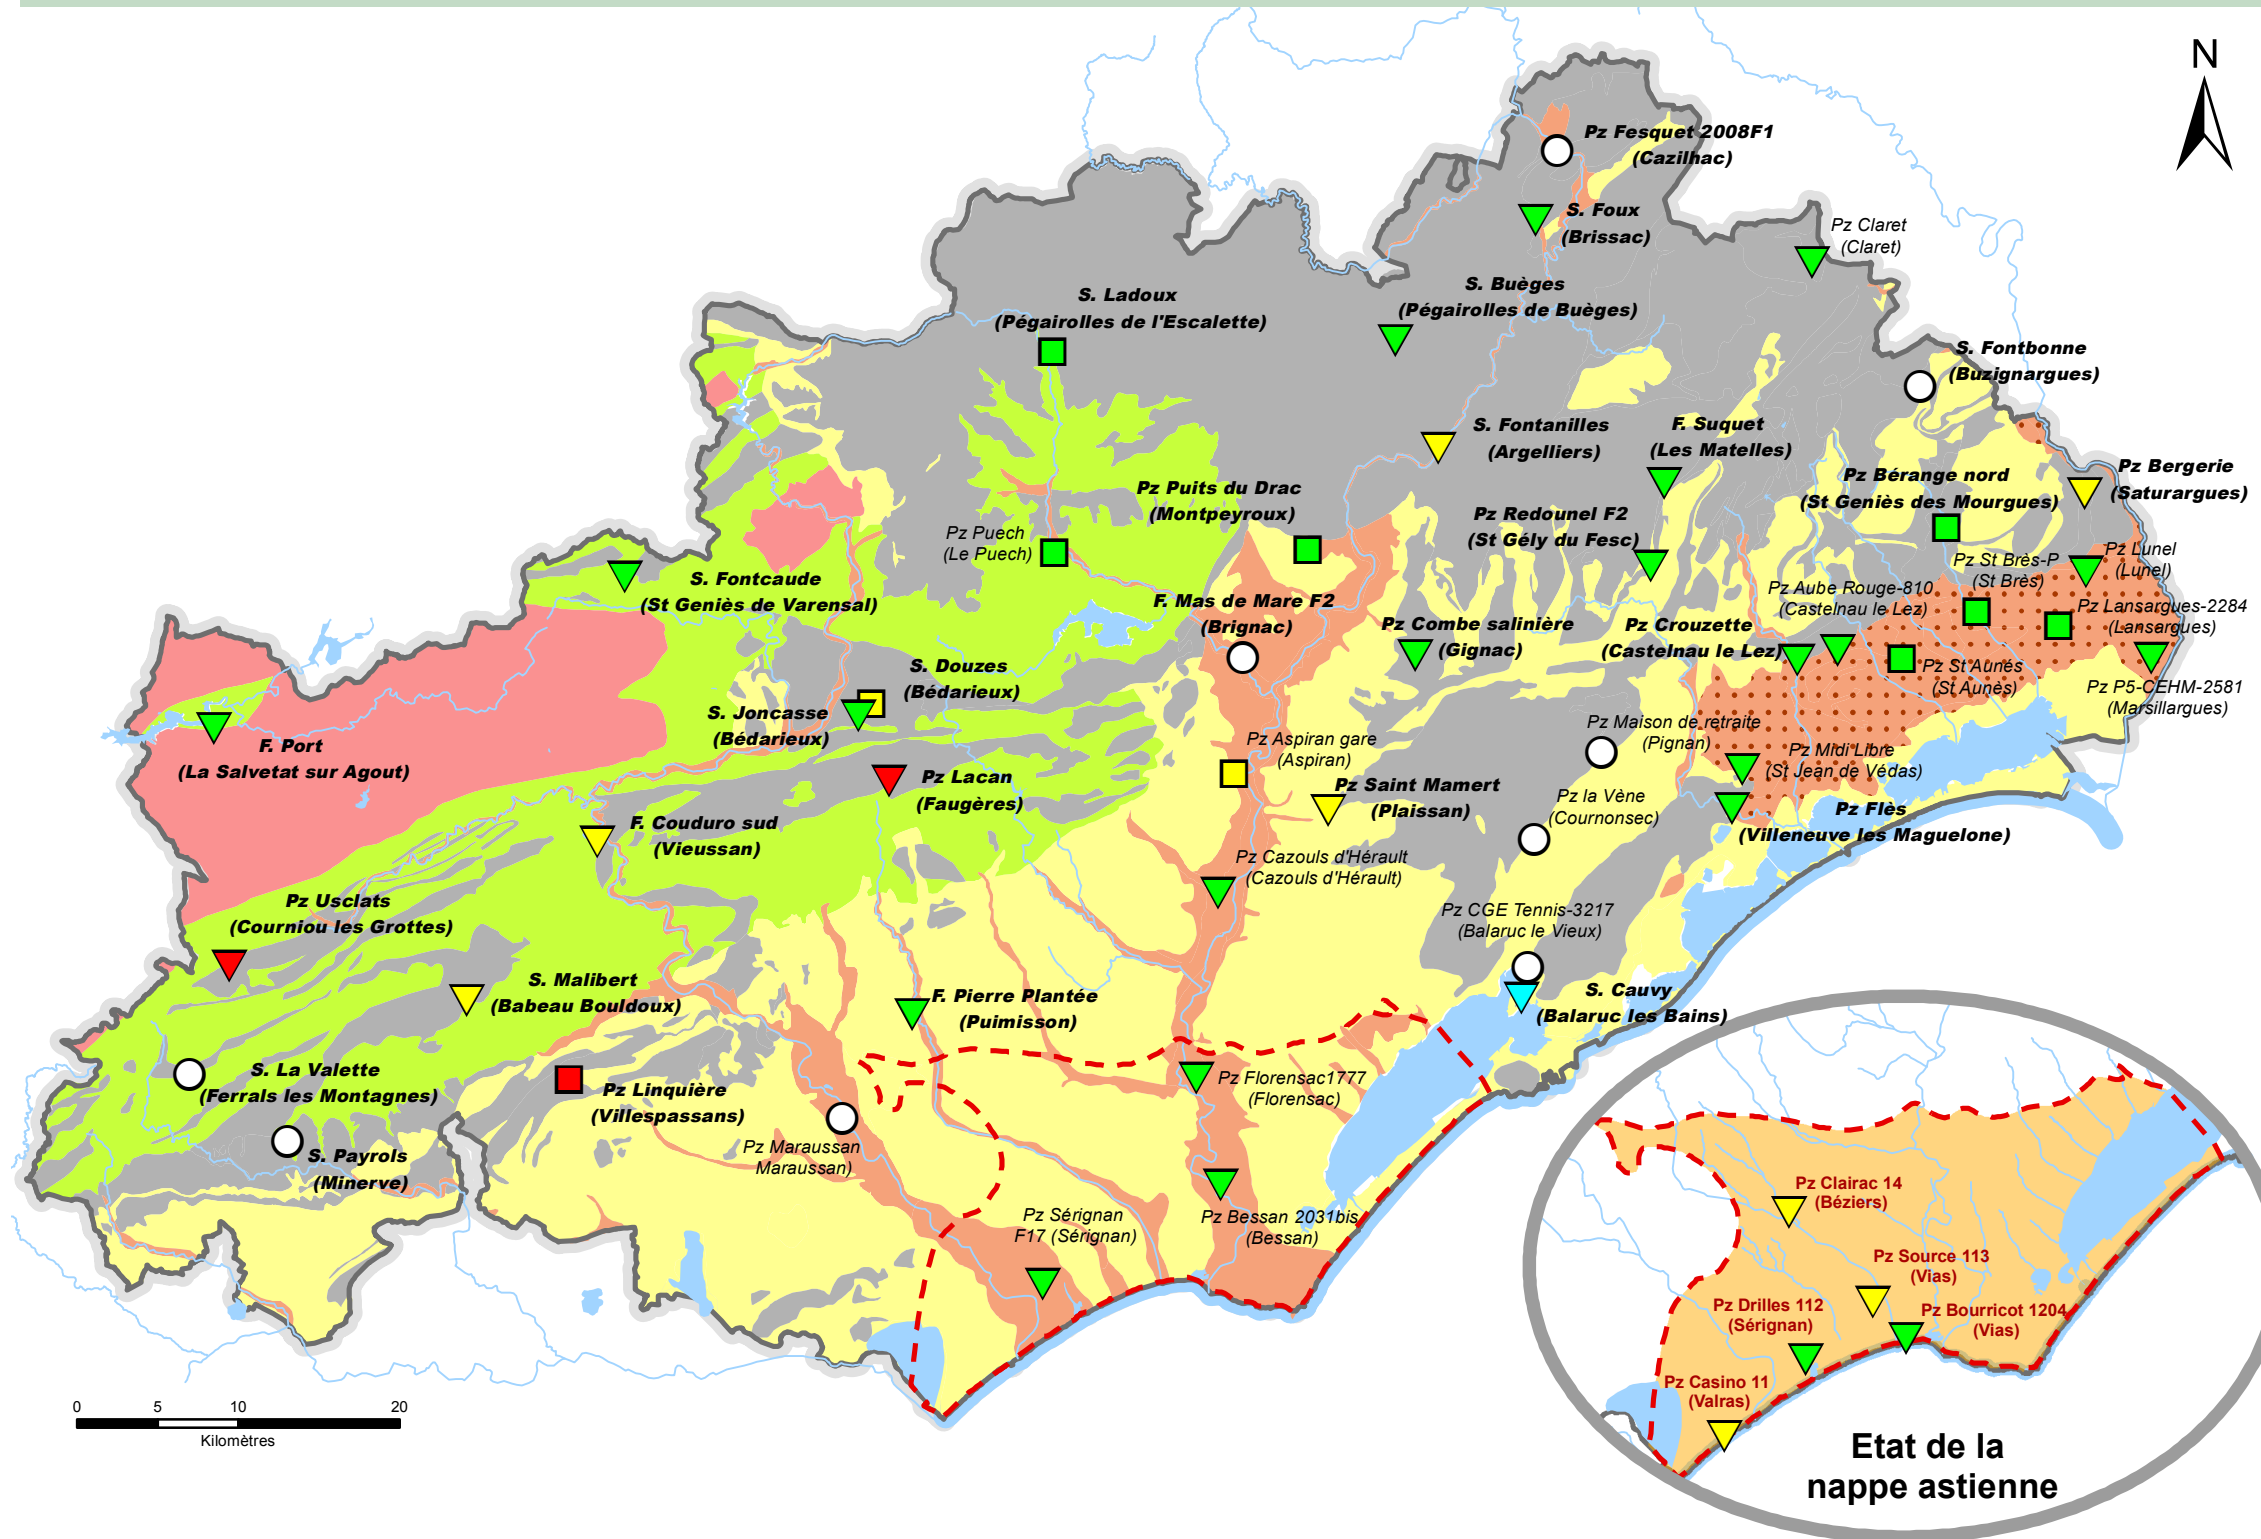 N
Pz Fesquet 2008F1
(Cazilhac)
S. Foux
(Brissac)
Pz Claret
(Claret)
S. Buèges
(Pégairolles de Buèges)
S. Ladoux
(Pégairolles de l'Escalette)
S. Fontbonne
(Buzignargues)
S. Fontanilles
(Argelliers)
F. Suquet
(Les Matelles)
Pz Bérange nord
(St Geniès des Mourgues)
Pz Bergerie
(Saturargues)
Pz Puits du Drac
(Montpeyroux)
Pz Redounel F2
(St Gély du Fesc)
Pz Puech
(Le Puech)
Pz St Brès-P
(St Brès)
Pz Lunel
(Lunel)
S. Fontcaude
(St Geniès de Varensal)
Pz Aube Rouge-810
(Castelnau le Lez)
Pz Lansargues-2284
(Lansargues)
F. Mas de Mare F2
(Brignac)
Pz Combe salinière
(Gignac)
Pz Crouzette
(Castelnau le Lez)
S. Douzes
(Bédarieux)
Pz St Aunés
(St Aunès)
Pz P5-CEHM-2581
(Marsillargues)
S. Joncasse
(Bédarieux)
F. Port
(La Salvetat sur Agout)
Pz Maison de retraite
(Pignan)
Pz Aspiran gare
(Aspiran)
Pz Midi Libre
(St Jean de Védas)
Pz Lacan
(Faugères)
Pz Saint Mamert
(Plaissan)
Pz la Vène
(Cournonsec)
Pz Flès
(Villeneuve les Maguelone)
F. Couduro sud
(Vieussan)
Pz Cazouls d'Hérault
(Cazouls d'Hérault)
Pz Usclats
(Courniou les Grottes)
Pz CGE Tennis-3217
(Balaruc le Vieux)
S. Malibert
(Babeau Bouldoux)
F. Pierre Plantée
(Puimisson)
S. Cauvy
(Balaruc les Bains)
S. La Valette
(Ferrals les Montagnes)
Pz Linquière
(Villespassans)
Pz Florensac1777
(Florensac)
S. Payrols
(Minerve)
Pz Maraussan
Maraussan)
Pz Sérignan
F17 (Sérignan)
Pz Bessan 2031bis
(Bessan)
Pz Clairac 14
(Béziers)
Pz Source 113
(Vias)
Pz Drilles 112
(Sérignan)
Pz Bourricot 1204
(Vias)
Pz Casino 11
(Valras)
0 5 10 20
Kilomètres
Etat de la
nappe astienne